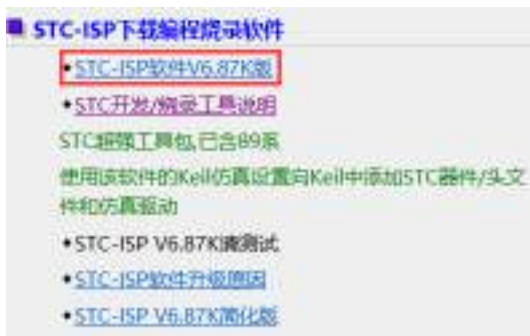 STC-ISP下载编程烧录软件
•STC-ISP软件V6.87K版
•STC开发/烧录工具说明
STC超强工具包,已含89系
使用该软件的Keil仿真设置向Keil中添加STC器件/头文
件和仿真驱动
•STC-ISP V6.87K请测试
•STC-ISP软件升级原因
•STC-ISP V6.87K简化版